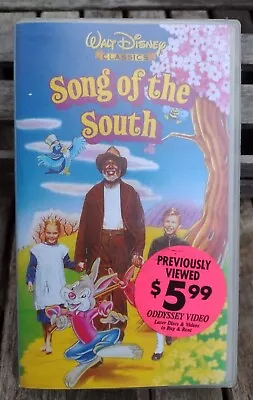 WALT DISNEY
CLASSICS
Song of the
South
PREVIOUSLY
VIEWED
$5.99
ODDYSSEY VIDEO
Laser Discs & Videos
to Buy & Rent